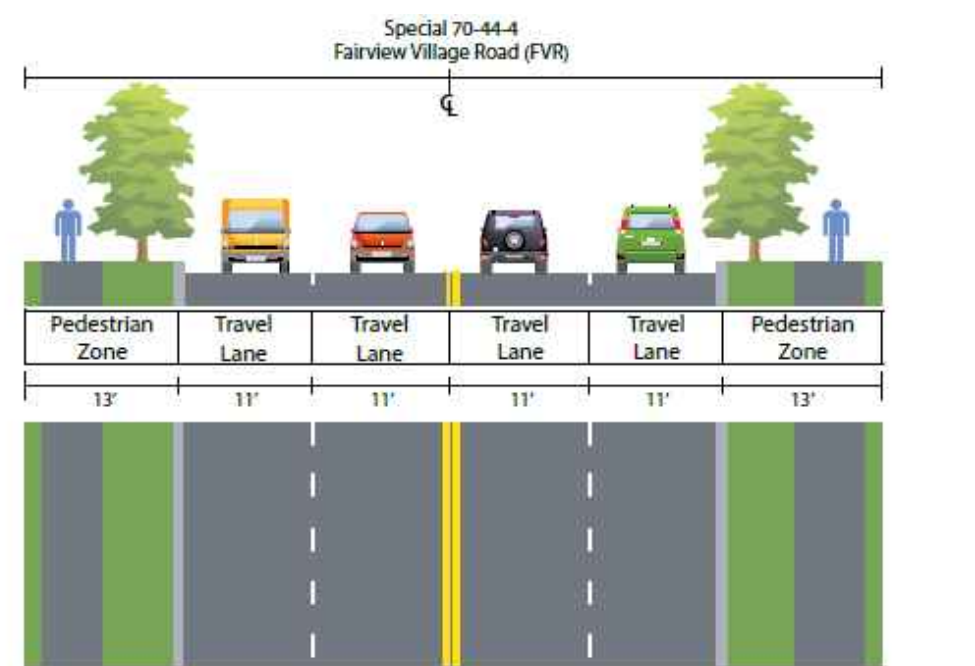 Special 70-44-4
Fairview Village Road (FVR)
℄
Pedestrian Zone
Travel Lane
Travel Lane
Travel Lane
Travel Lane
Pedestrian Zone
13' 11' 11' 11' 11' 13'